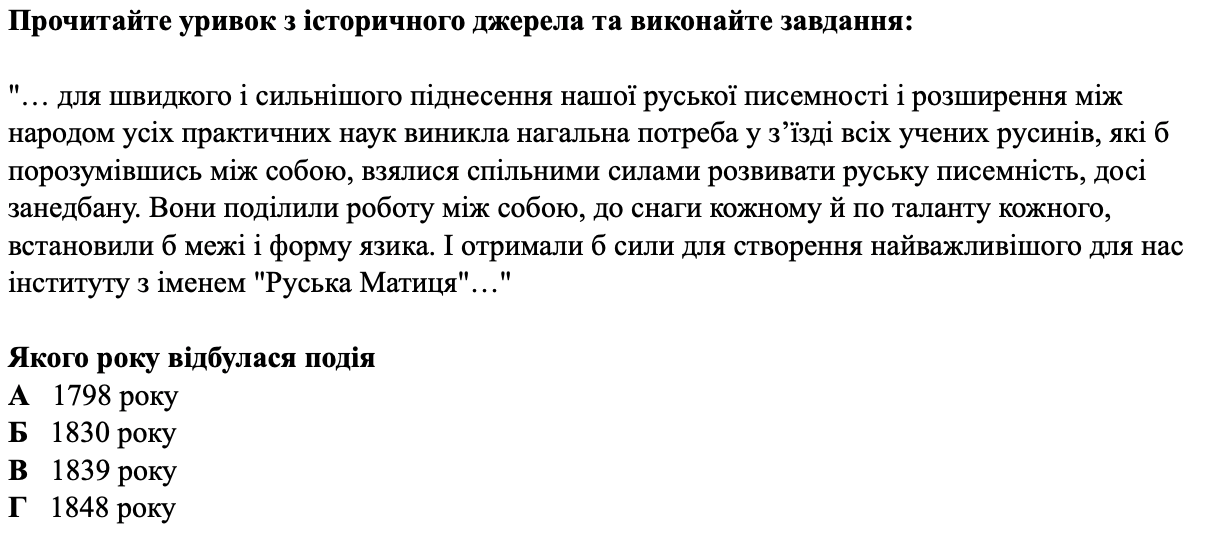 Прочитайте уривок з історичного джерела та виконайте завдання:
"… для швидкого і сильнішого піднесення нашої руської писемності і розширення між
народом усіх практичних наук виникла нагальна потреба у з’їзді всіх учених русинів, які б
порозумівшись між собою, взялися спільними силами розвивати руську писемність, досі
занедбану. Вони поділили роботу між собою, до снаги кожному й по таланту кожного,
встановили б межі і форму язика. І отримали б сили для створення найважливішого для нас
інституту з іменем "Руська Матиця"…"
Якого року відбулася подія
А 1798 року
Б 1830 року
В 1839 року
Г 1848 року